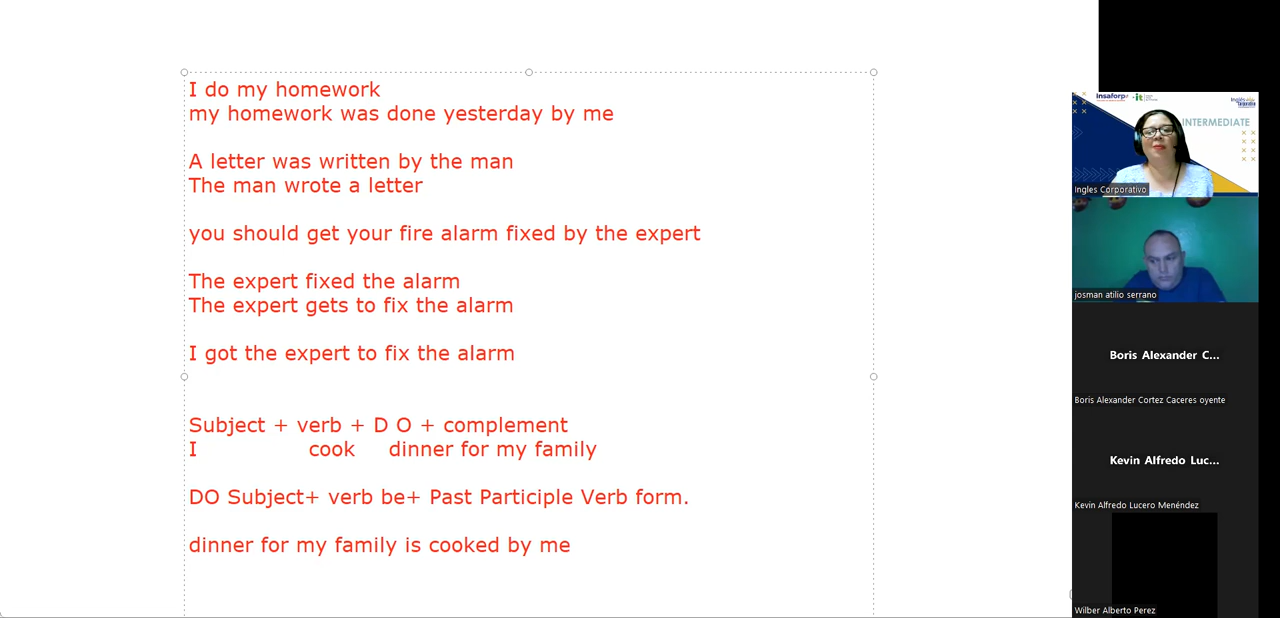 I do my homework
my homework was done yesterday by me
A letter was written by the man
The man wrote a letter
you should get your fire alarm fixed by the expert
The expert fixed the alarm
The expert gets to fix the alarm
I got the expert to fix the alarm
Subject + verb + D O + complement
I cook dinner for my family
DO Subject+ verb be+ Past Participle Verb form.
dinner for my family is cooked by me
insaforp
it
Inglés
INTERMEDIATE
Ingles Corporativo
josman atilio serrano
Boris Alexander C...
Boris Alexander Cortez Caceres oyente
Kevin Alfredo Luc...
Kevin Alfredo Lucero Menéndez
Wilber Alberto Perez